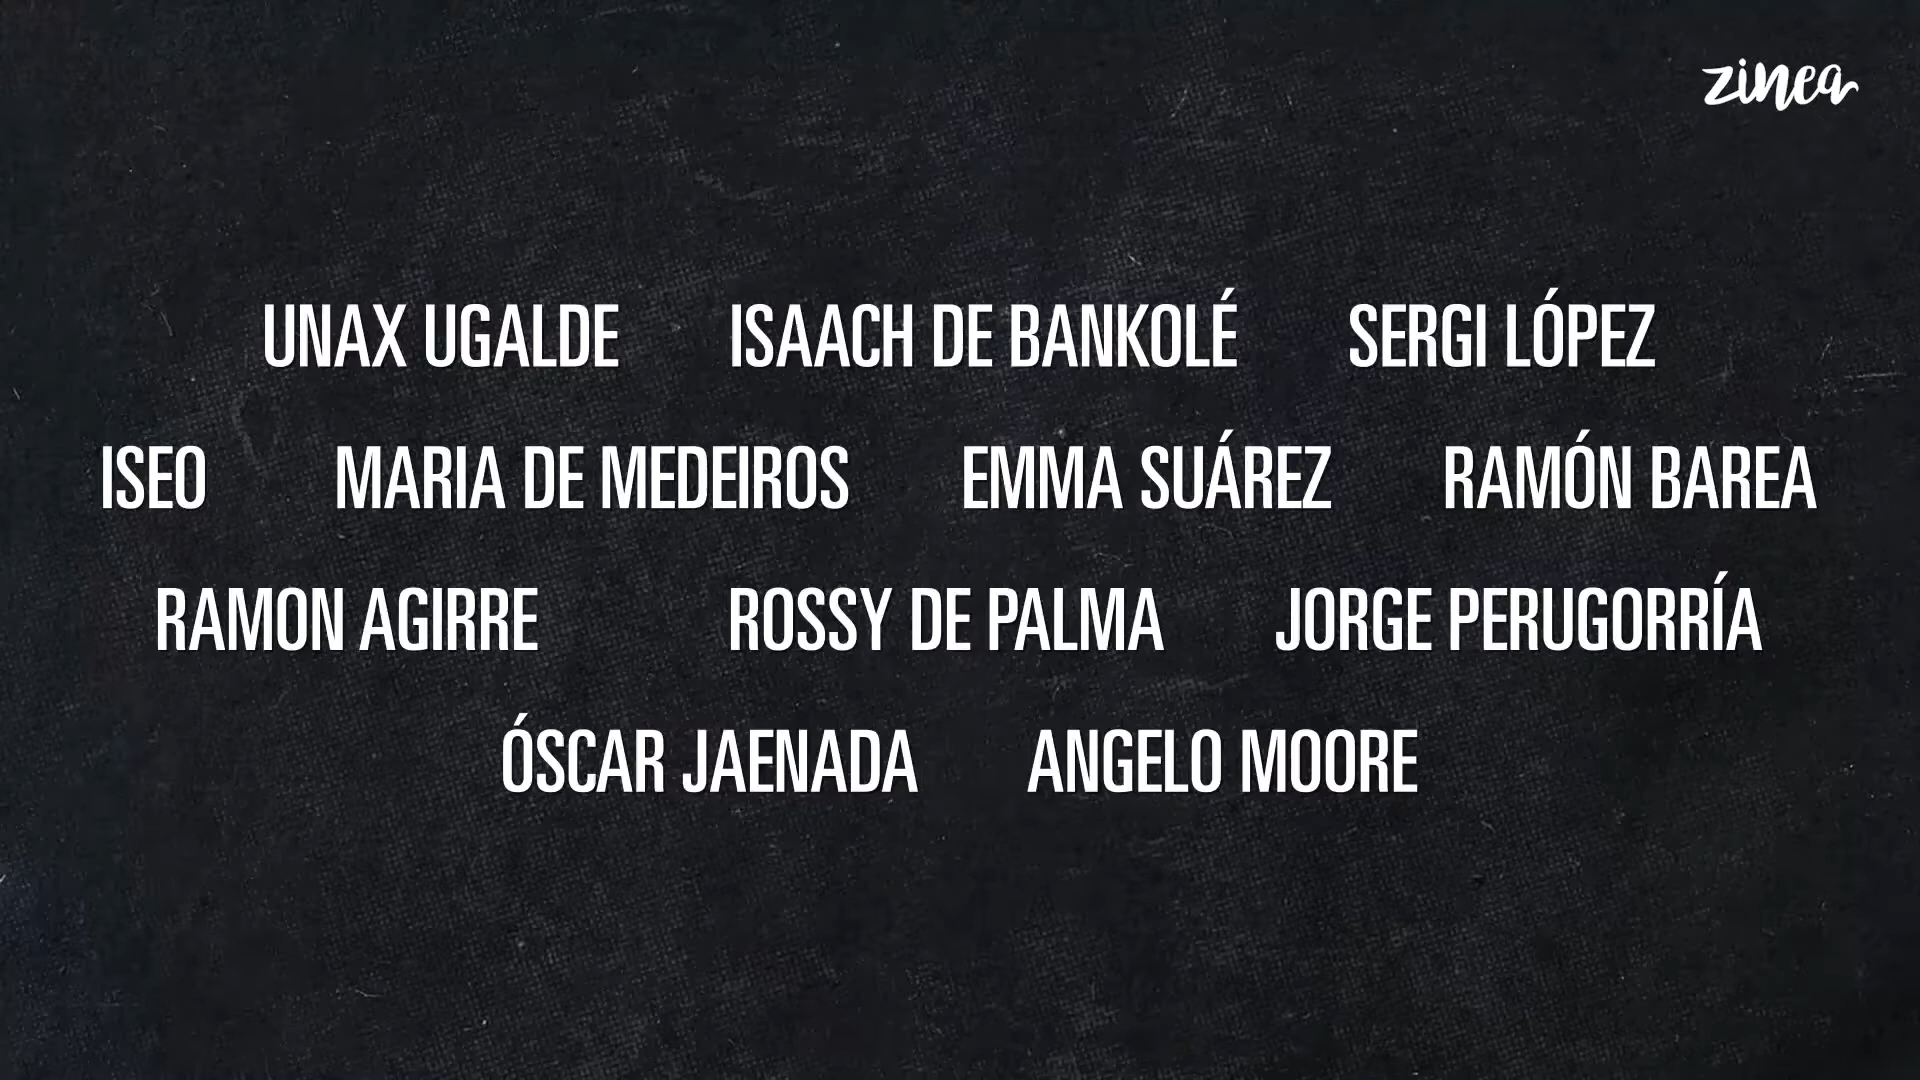 zinea
UNAX UGALDE ISAACH DE BANKOLÉ SERGI LÓPEZ
ISEO MARIA DE MEDEIROS EMMA SUÁREZ RAMÓN BAREA
RAMON AGIRRE ROSSY DE PALMA JORGE PERUGORRÍA
ÓSCAR JAENADA ANGELO MOORE